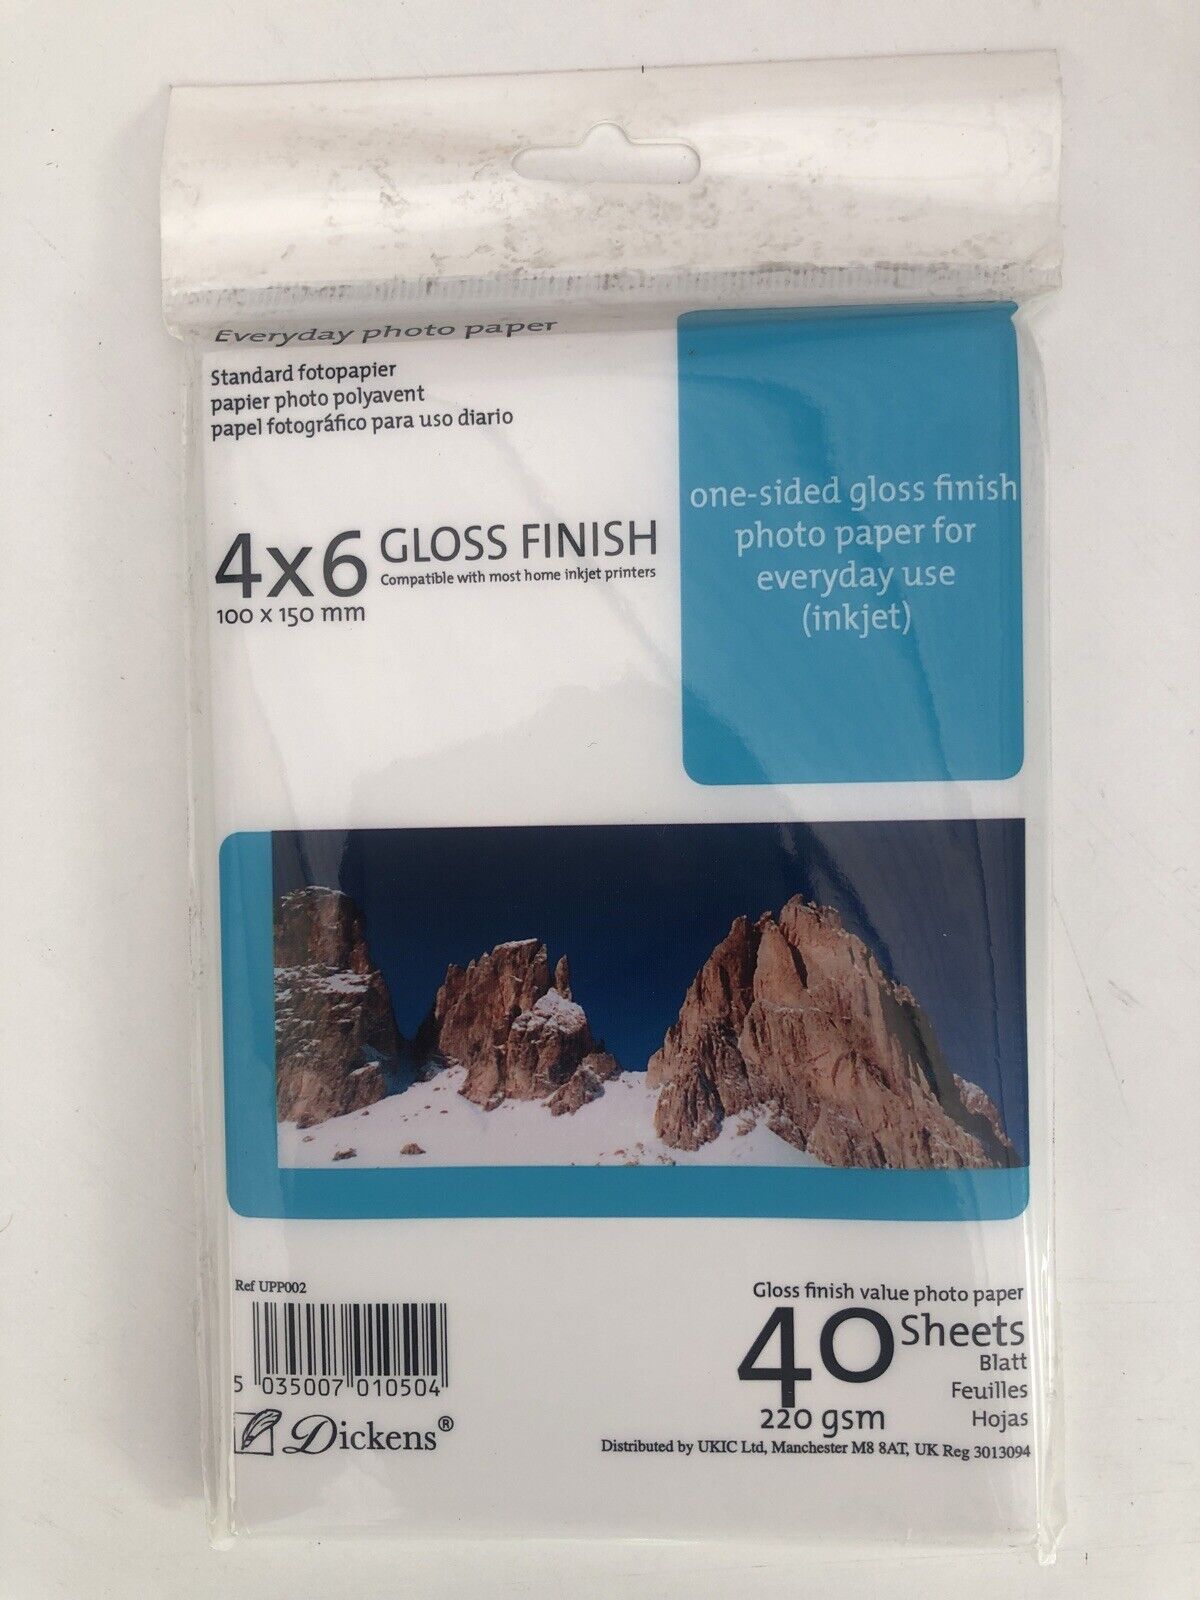 Everyday photo paper
Standard fotopapier
papier photo polyavent
papel fotográfico para uso diario
one-sided gloss finish
photo paper for
everyday use
(inkjet)
4x6 GLOSS FINISH
Compatible with most home inkjet printers
100 x 150 mm
Ref UPP002
5 035007 010504
Dickens®
Gloss finish value photo paper
40 Sheets
Blatt
Feuilles
Hojas
220 gsm
Distributed by UKIC Ltd, Manchester M8 8AT, UK Reg 3013094